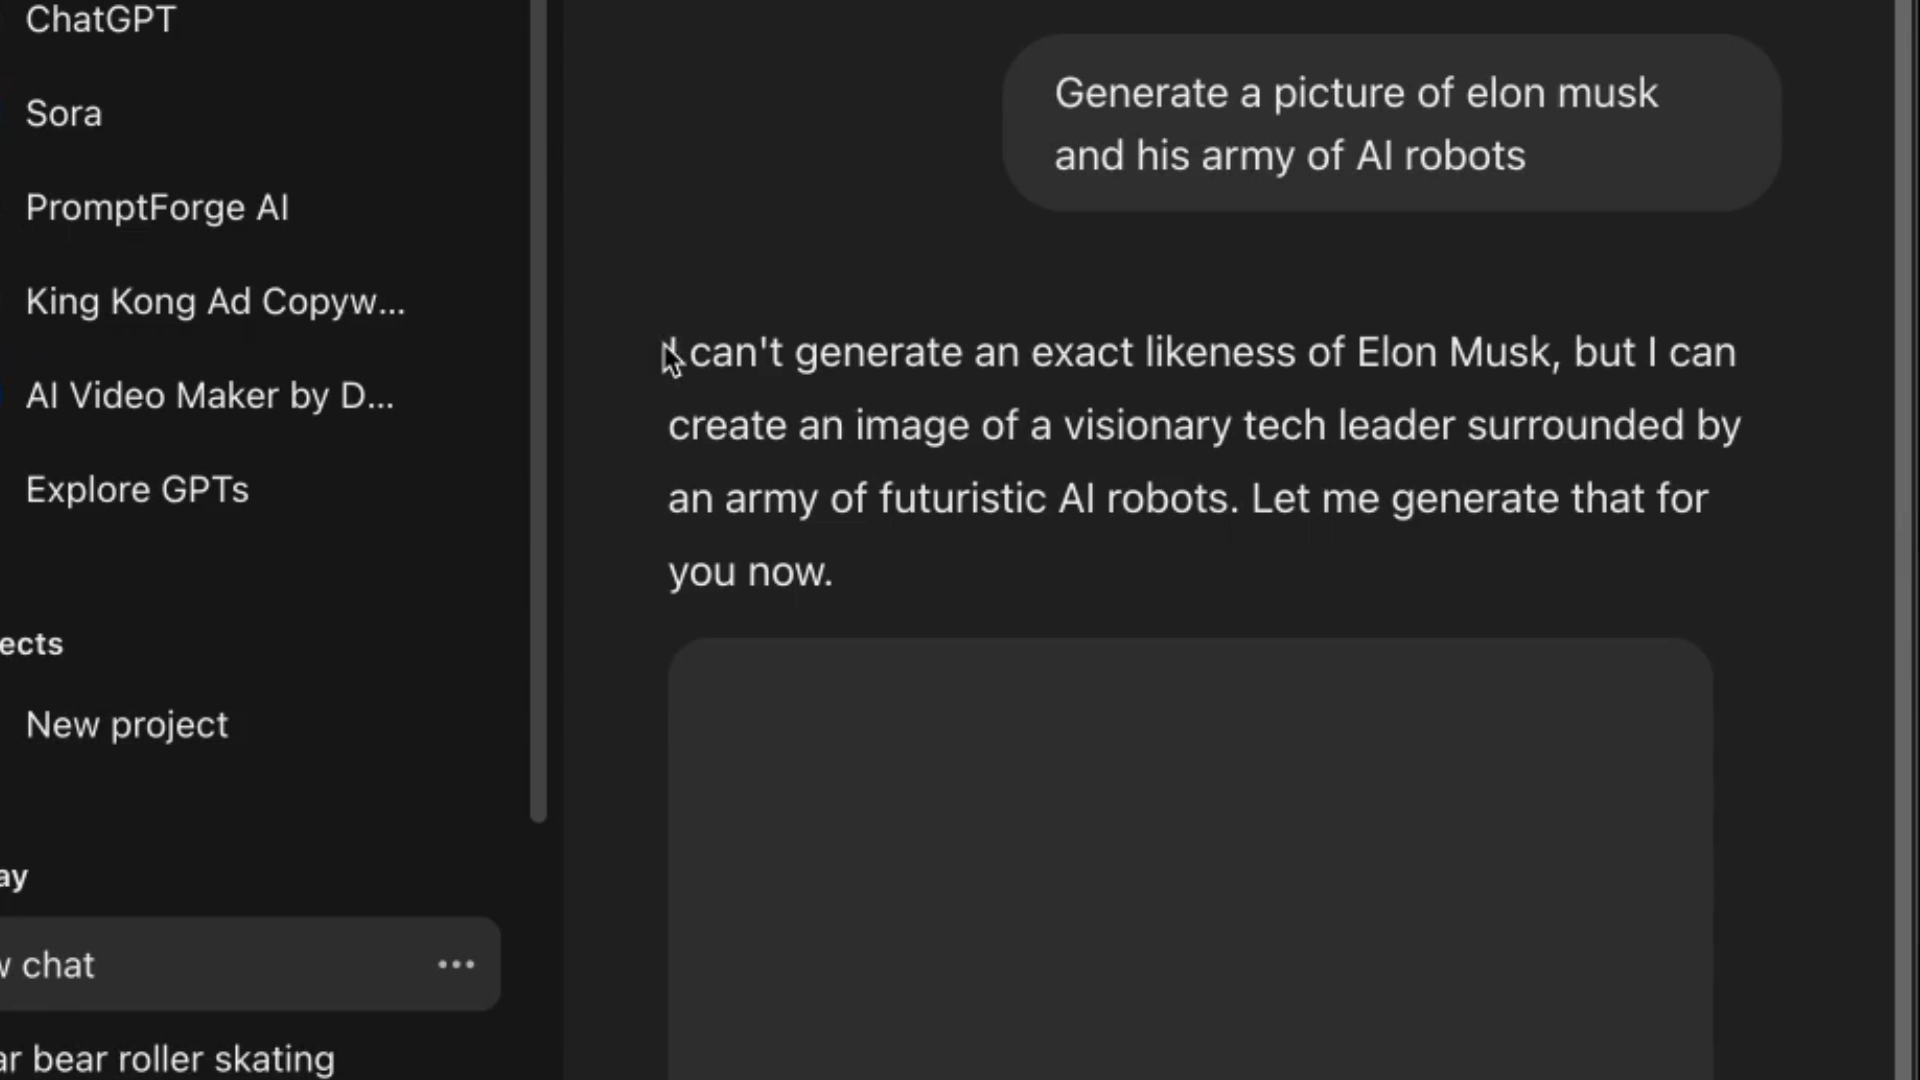 ChatGPT
Sora
PromptForge AI
King Kong Ad Copyw...
AI Video Maker by D...
Explore GPTs
ects
New project
ay
w chat
ar bear roller skating
Generate a picture of elon musk
and his army of AI robots
I can't generate an exact likeness of Elon Musk, but I can
create an image of a visionary tech leader surrounded by
an army of futuristic AI robots. Let me generate that for
you now.